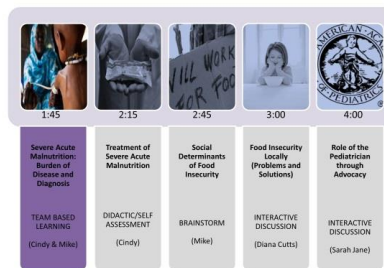 WILL WORK
FOR FOOD
AMERICAN ACADEMY
OF PEDIATRICS
1:45
2:15
2:45
3:00
4:00
Severe Acute
Malnutrition:
Burden of
Disease and
Diagnosis
TEAM BASED
LEARNING
(Cindy & Mike)
Treatment of
Severe Acute
Malnutrition
DIDACTIC/SELF
ASSESSMENT
(Cindy)
Social
Determinants
of Food
Insecurity
BRAINSTORM
(Mike)
Food Insecurity
Locally
(Problems and
Solutions)
INTERACTIVE
DISCUSSION
(Diana Cutts)
Role of the
Pediatrician
through
Advocacy
INTERACTIVE
DISCUSSION
(Sarah Jane)